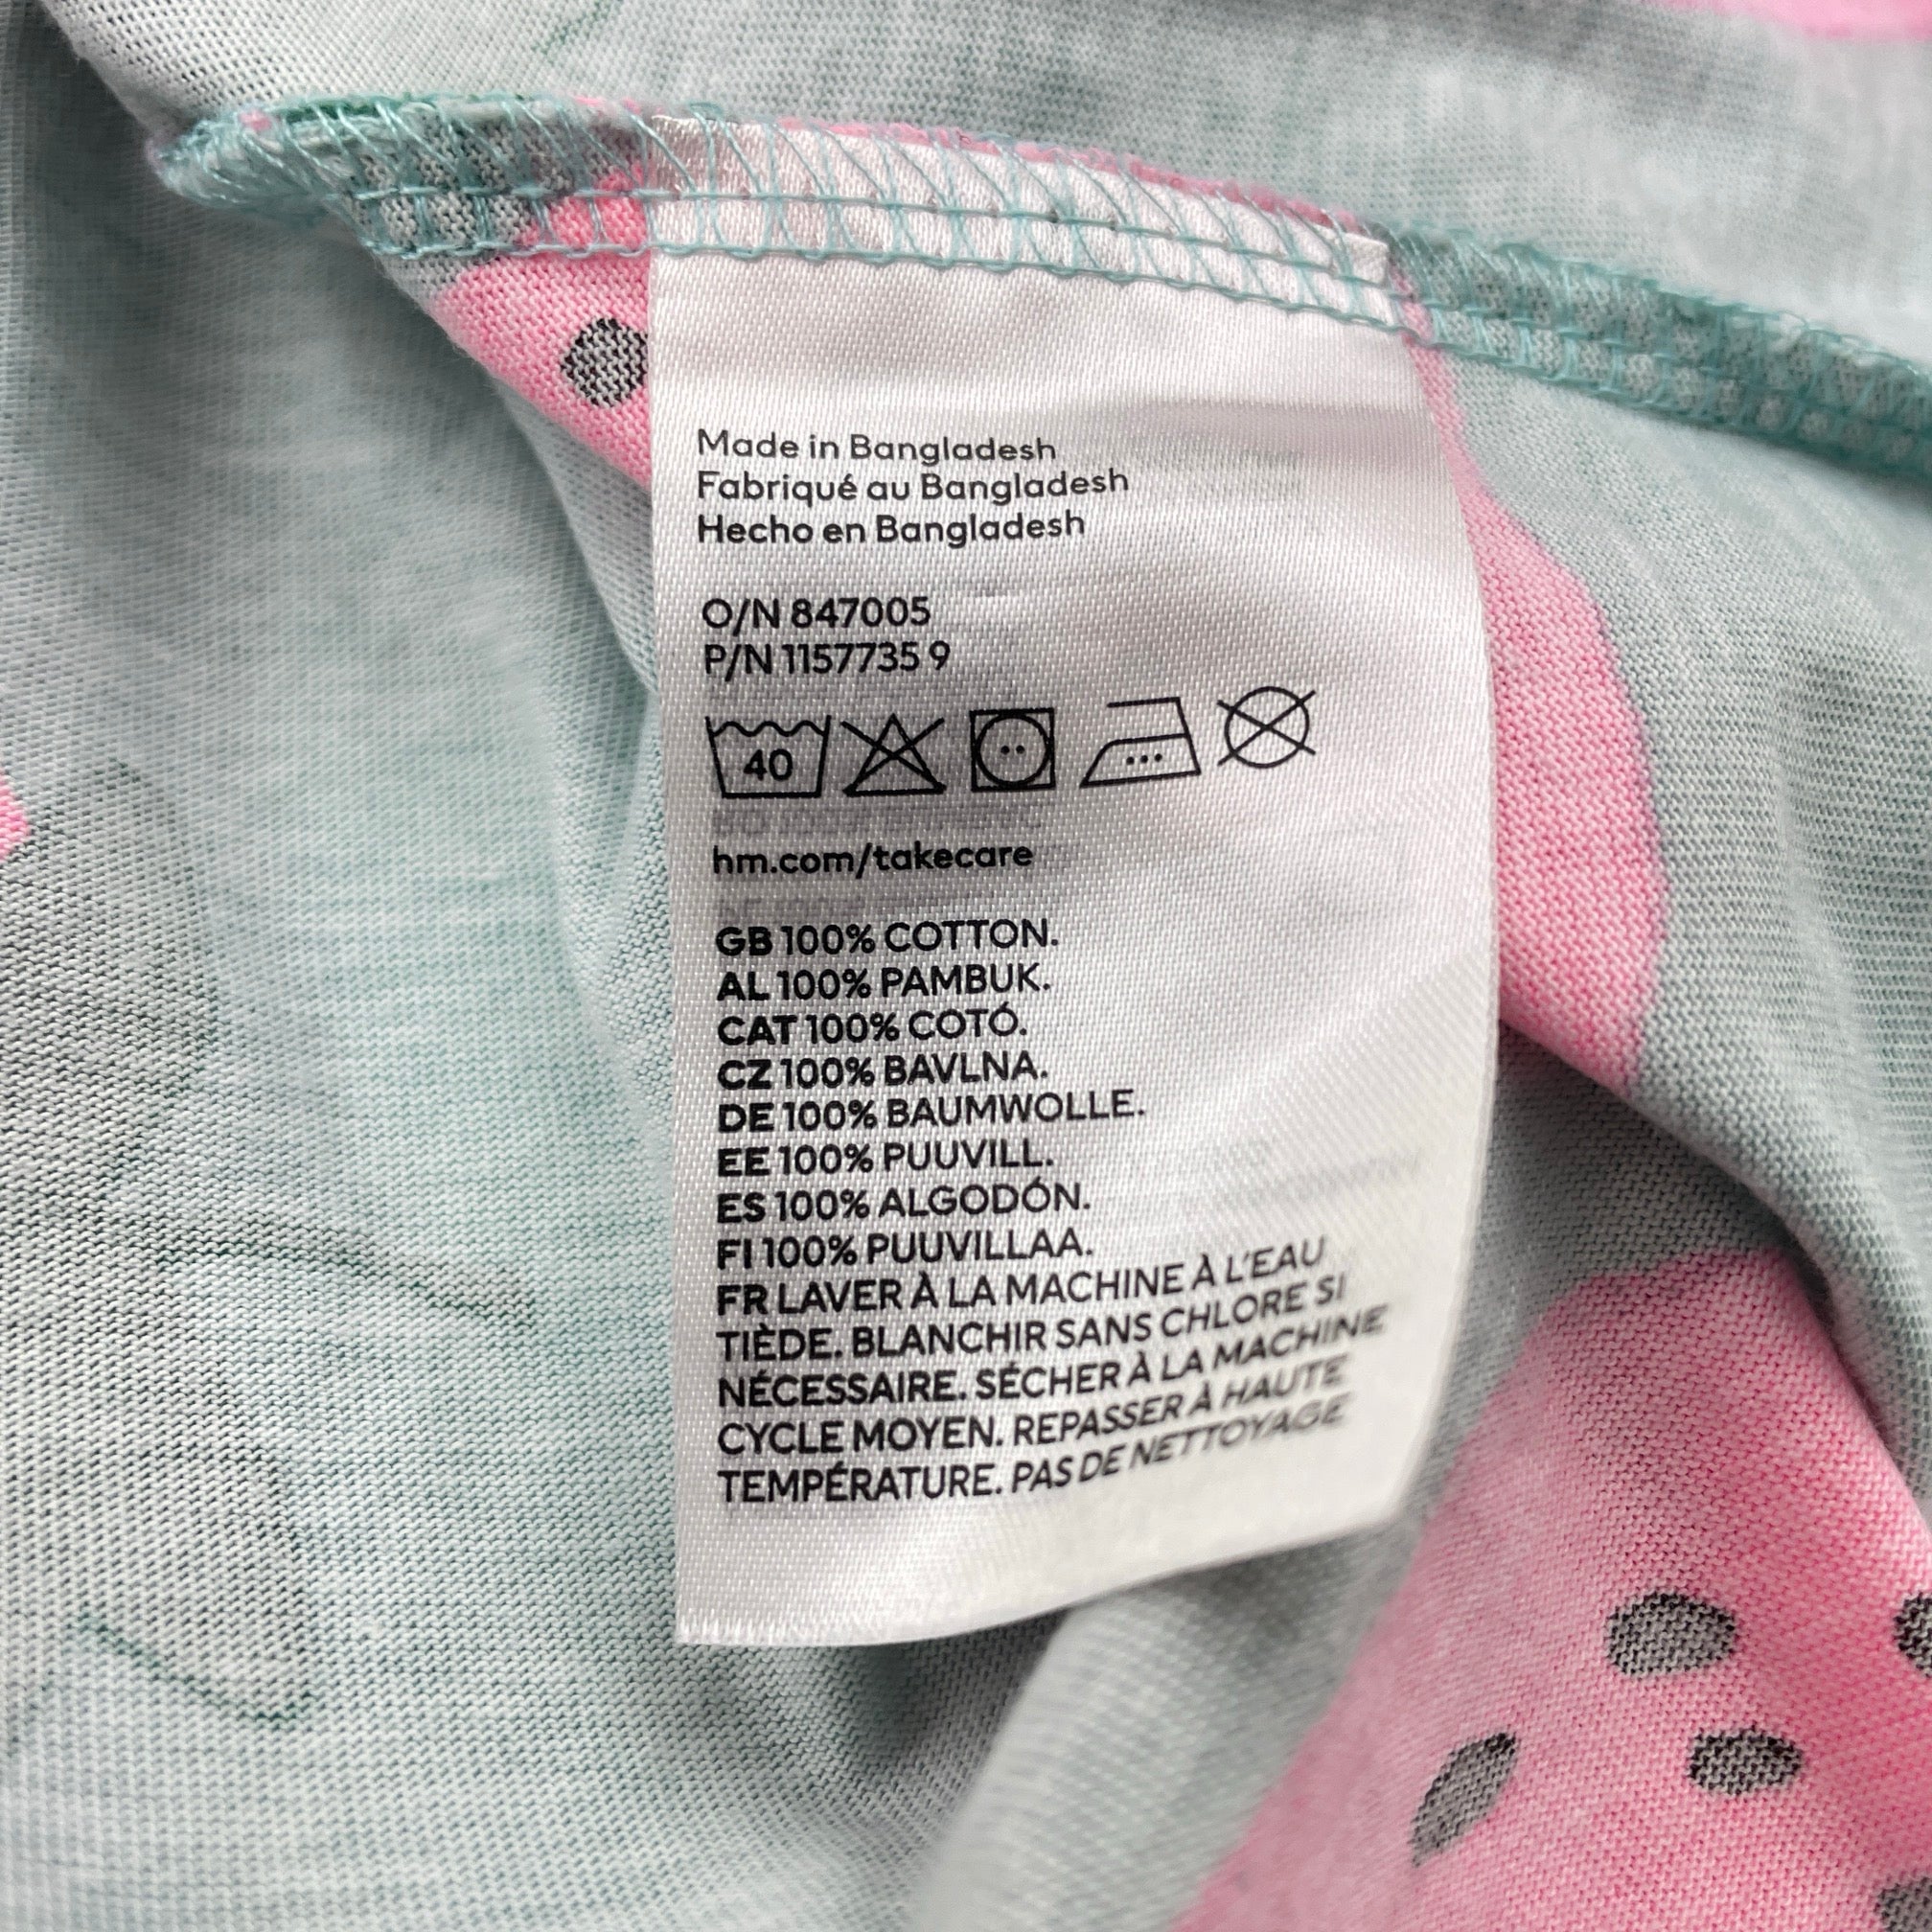 Made in Bangladesh
Fabriqué au Bangladesh
Hecho en Bangladesh
O/N 847005
P/N 1157735 9
40
hm.com/takecare
GB 100% COTTON.
AL 100% PAMBUK.
CAT 100% COTÓ.
CZ 100% BAVLNA.
DE 100% BAUMWOLLE.
EE 100% PUUVILL.
ES 100% ALGODÓN.
FI 100% PUUVILLAA.
FR LAVER À LA MACHINE À L'EAU
TIÈDE. BLANCHIR SANS CHLORE SI
NÉCESSAIRE. SÉCHER À LA MACHINE
CYCLE MOYEN. REPASSER À HAUTE
TEMPÉRATURE. PAS DE NETTOYAGE